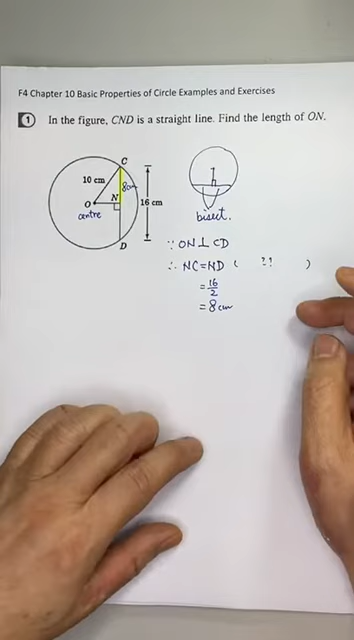 F4 Chapter 10 Basic Properties of Circle Examples and Exercises
1 In the figure, CND is a straight line. Find the length of ON.
C
10 cm
8cm
N
O
16 cm
centre
D
bisect.
∵ ON⊥CD
∴ NC=ND ( ?? )
= 16/2
= 8 cm